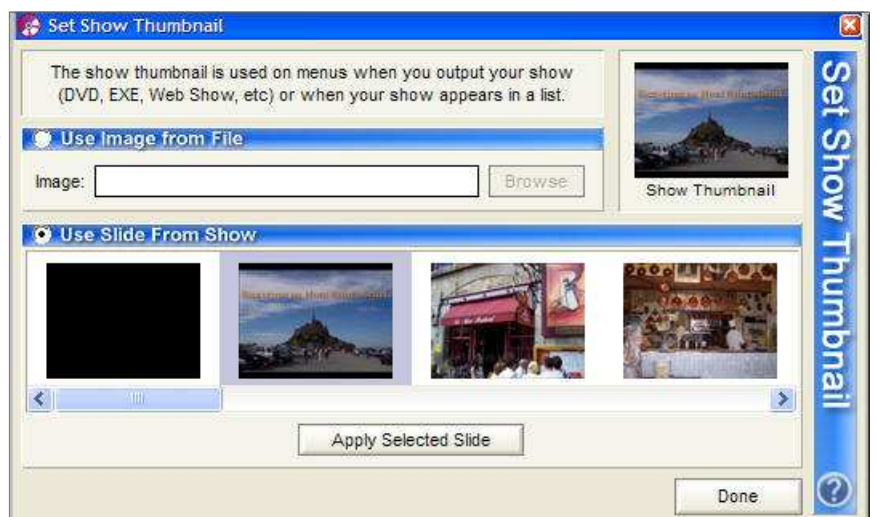 Set Show Thumbnail
The show thumbnail is used on menus when you output your show
(DVD, EXE, Web Show, etc) or when your show appears in a list.
Use Image from File
Image:
Browse
Show Thumbnail
Use Slide From Show
Apply Selected Slide
Done
Set Show Thumbnail
?